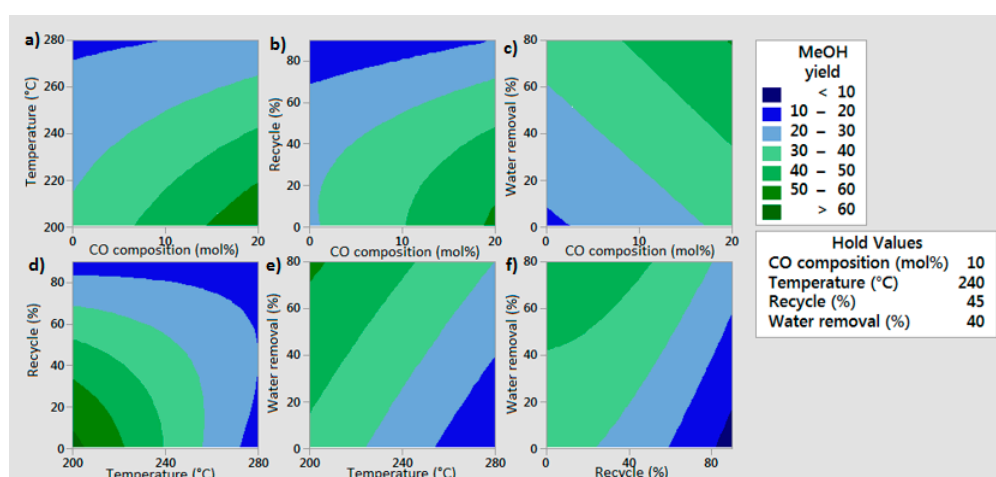 a)
280
260
240
220
200
Temperature (°C)
0
10
20
CO composition (mol%)
b)
80
60
40
20
0
Recycle (%)
0
10
20
CO composition (mol%)
c)
80
60
40
20
0
Water removal (%)
0
10
20
CO composition (mol%)
MeOH
yield
< 10
10 – 20
20 – 30
30 – 40
40 – 50
50 – 60
> 60
Hold Values
CO composition (mol%) 10
Temperature (°C) 240
Recycle (%) 45
Water removal (%) 40
d)
80
60
40
20
0
Recycle (%)
200
240
280
Temperature (°C)
e)
80
60
40
20
0
Water removal (%)
200
240
280
Temperature (°C)
f)
80
60
40
20
0
Water removal (%)
0
40
80
Recycle (%)